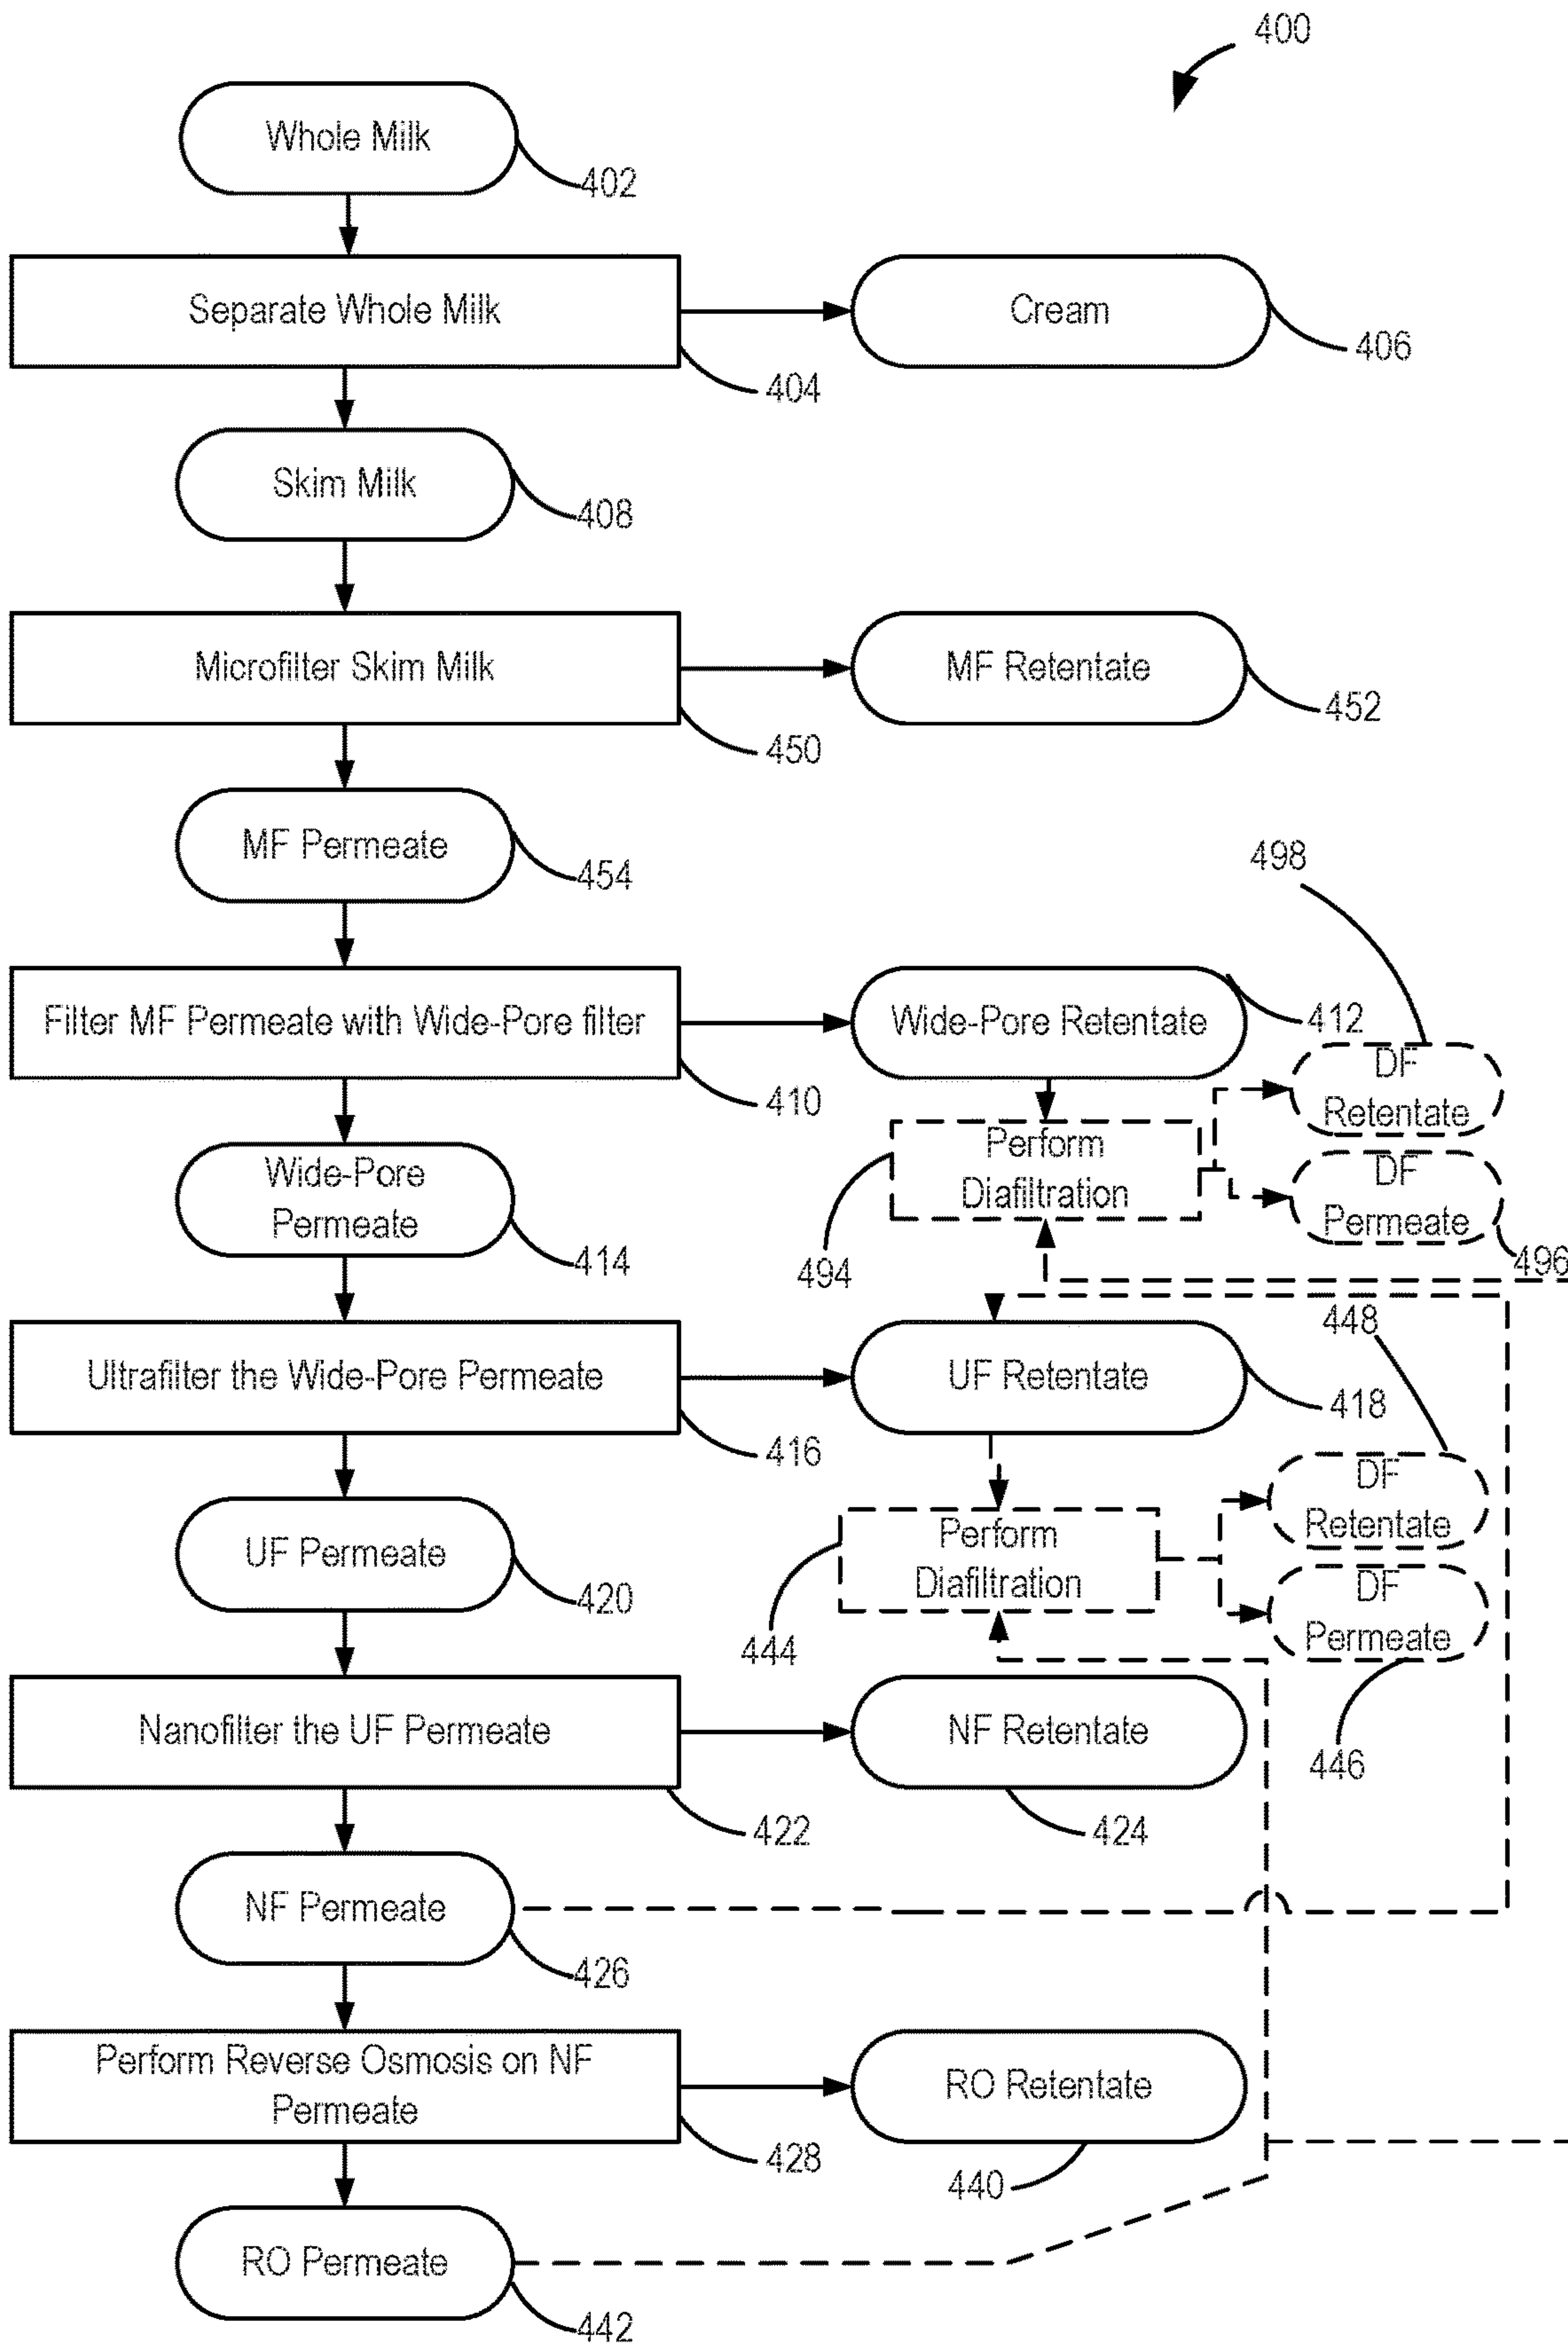 400
Whole Milk
402
Separate Whole Milk
Cream
404
406
Skim Milk
408
Microfilter Skim Milk
MF Retentate
450
452
MF Permeate
454
498
Filter MF Permeate with Wide-Pore filter
Wide-Pore Retentate
412
410
DF
Retentate
Perform
Diafiltration
DF
Permeate
494
496
Wide-Pore
Permeate
414
448
Ultrafilter the Wide-Pore Permeate
UF Retentate
416
418
DF
Retentate
Perform
Diafiltration
DF
Permeate
444
446
UF Permeate
420
Nanofilter the UF Permeate
NF Retentate
422
424
NF Permeate
426
Perform Reverse Osmosis on NF
Permeate
RO Retentate
428
440
RO Permeate
442